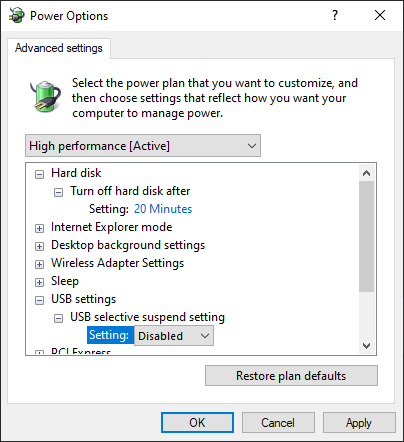 Power Options
Advanced settings
Select the power plan that you want to customize, and
then choose settings that reflect how you want your
computer to manage power.
High performance [Active]
Hard disk
Turn off hard disk after
Setting: 20 Minutes
Internet Explorer mode
Desktop background settings
Wireless Adapter Settings
Sleep
USB settings
USB selective suspend setting
Setting: Disabled
PCI Express
Restore plan defaults
OK Cancel Apply